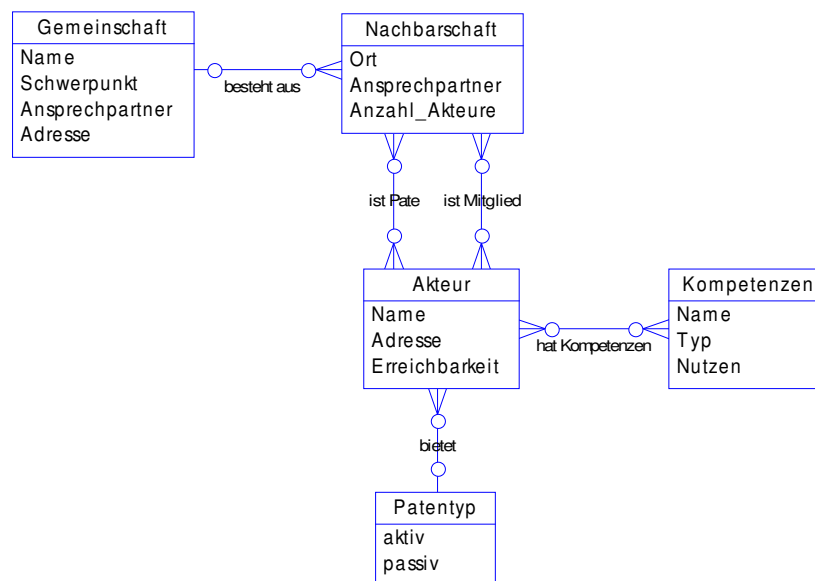 Gemeinschaft
Name
Schwerpunkt
Ansprechpartner
Adresse
besteht aus
Nachbarschaft
Ort
Ansprechpartner
Anzahl_Akteure
ist Pate
ist Mitglied
Akteur
Name
Adresse
Erreichbarkeit
hat Kompetenzen
Kompetenzen
Name
Typ
Nutzen
bietet
Patentyp
aktiv
passiv